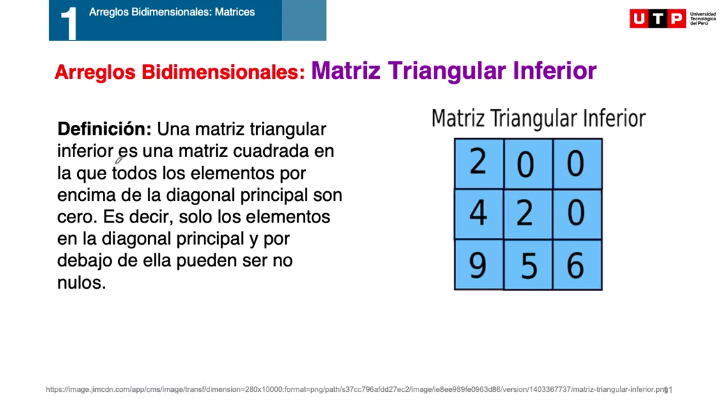 1
Arreglos Bidimensionales: Matrices
UTP
Universidad
Tecnológica
del Perú
Arreglos Bidimensionales: Matriz Triangular Inferior
Definición: Una matriz triangular
inferior es una matriz cuadrada en
la que todos los elementos por
encima de la diagonal principal son
cero. Es decir, solo los elementos
en la diagonal principal y por
debajo de ella pueden ser no
nulos.
Matriz Triangular Inferior
2 0 0
4 2 0
9 5 6
https://image.jimcdn.com/app/cms/image/transf/dimension=280x10000:format=png/path/s37cc796afdd27ec2/image/ie8ee989fe0963d86/version/1403367737/matriz-triangular-inferior.png